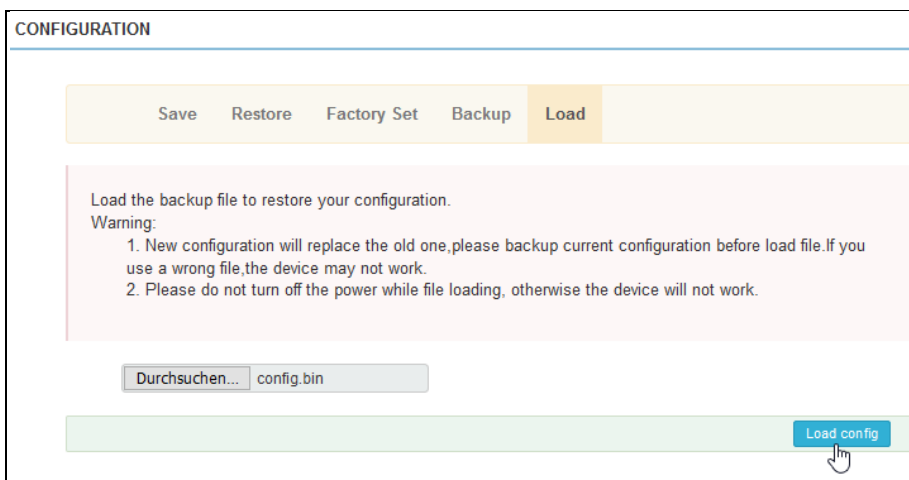 CONFIGURATION
Save Restore Factory Set Backup Load
Load the backup file to restore your configuration.
Warning:
1. New configuration will replace the old one,please backup current configuration before load file.If you
use a wrong file,the device may not work.
2. Please do not turn off the power while file loading, otherwise the device will not work.
Durchsuchen... config.bin
Load config